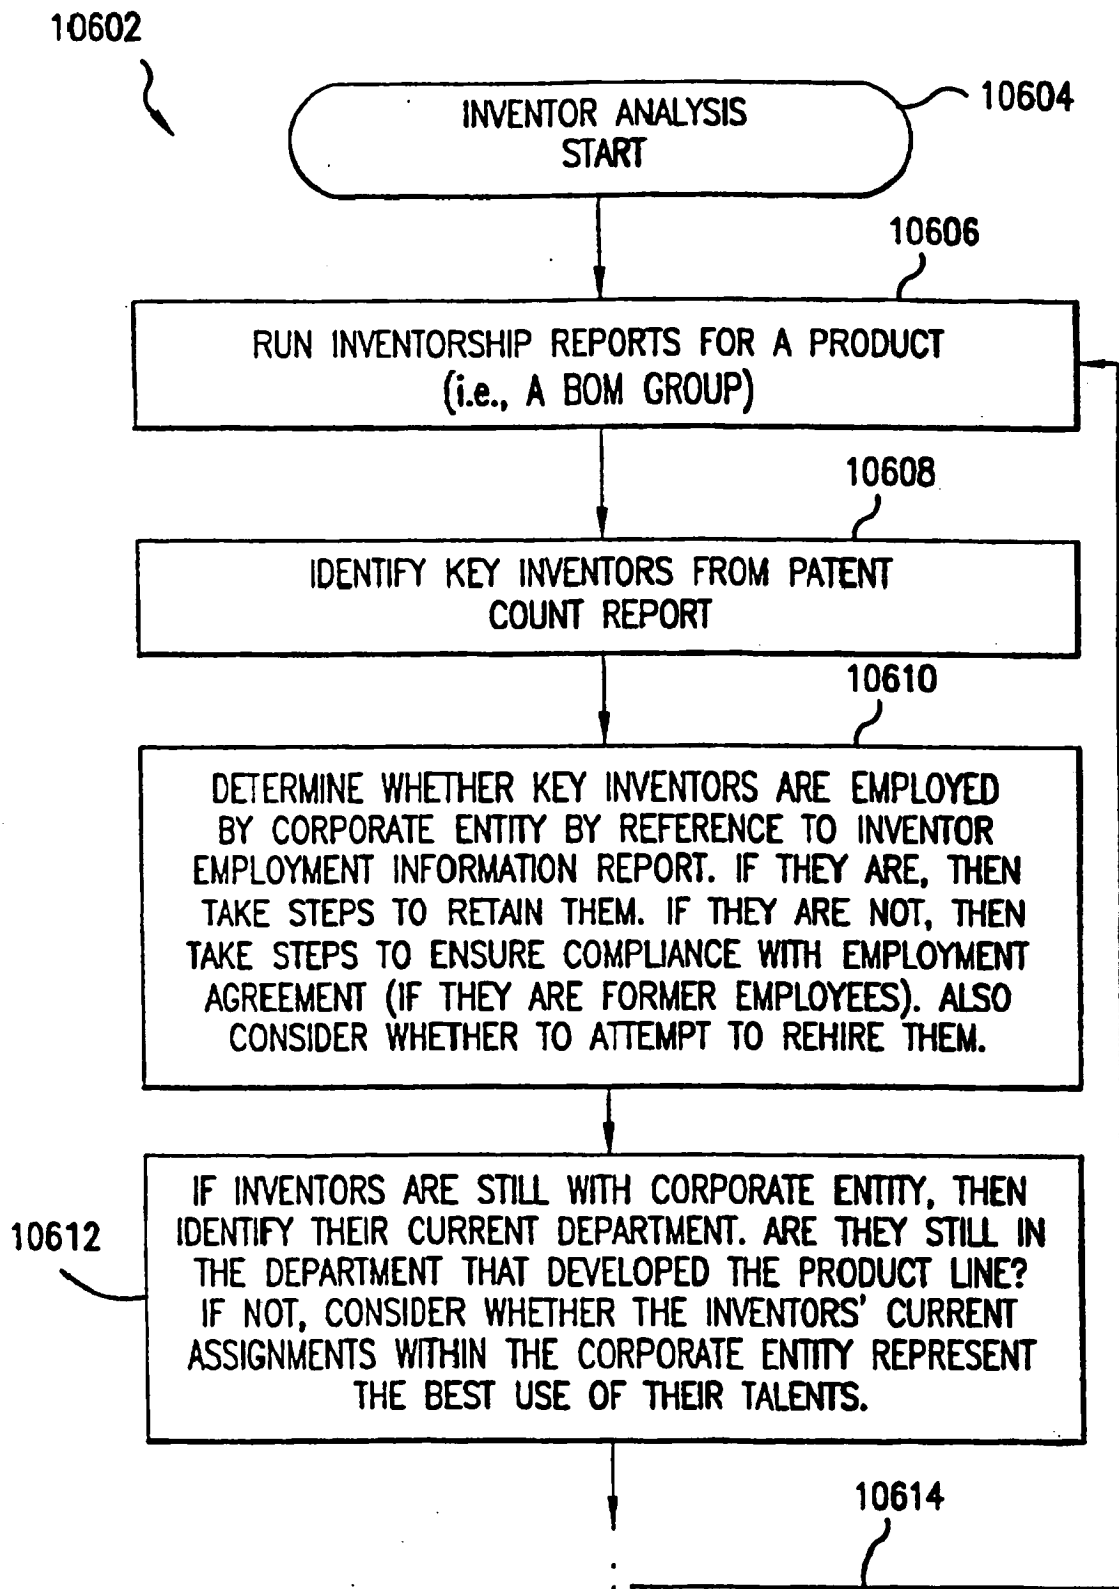 10602
10604
INVENTOR ANALYSIS
START
10606
RUN INVENTORSHIP REPORTS FOR A PRODUCT
(i.e., A BOM GROUP)
10608
IDENTIFY KEY INVENTORS FROM PATENT
COUNT REPORT
10610
DETERMINE WHETHER KEY INVENTORS ARE EMPLOYED
BY CORPORATE ENTITY BY REFERENCE TO INVENTOR
EMPLOYMENT INFORMATION REPORT. IF THEY ARE, THEN
TAKE STEPS TO RETAIN THEM. IF THEY ARE NOT, THEN
TAKE STEPS TO ENSURE COMPLIANCE WITH EMPLOYMENT
AGREEMENT (IF THEY ARE FORMER EMPLOYEES). ALSO
CONSIDER WHETHER TO ATTEMPT TO REHIRE THEM.
10612
IF INVENTORS ARE STILL WITH CORPORATE ENTITY, THEN
IDENTIFY THEIR CURRENT DEPARTMENT. ARE THEY STILL IN
THE DEPARTMENT THAT DEVELOPED THE PRODUCT LINE?
IF NOT, CONSIDER WHETHER THE INVENTORS' CURRENT
ASSIGNMENTS WITHIN THE CORPORATE ENTITY REPRESENT
THE BEST USE OF THEIR TALENTS.
10614